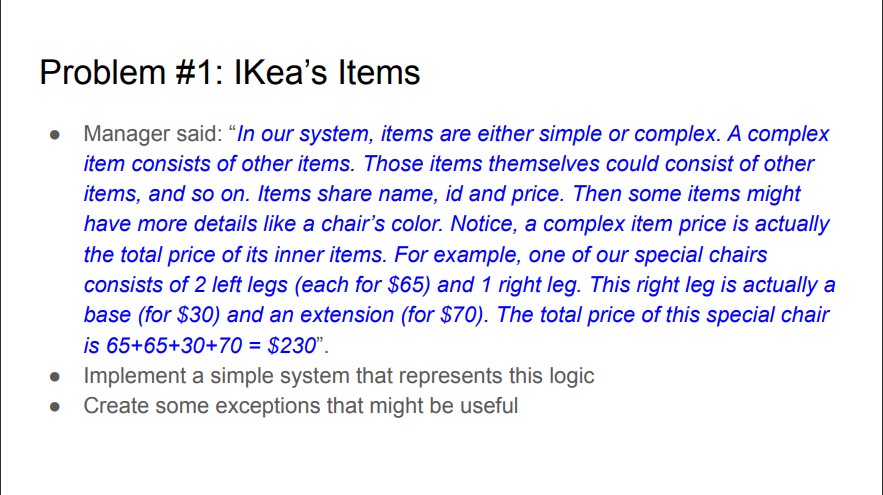 Problem #1: IKea’s Items
● Manager said: “In our system, items are either simple or complex. A complex
item consists of other items. Those items themselves could consist of other
items, and so on. Items share name, id and price. Then some items might
have more details like a chair’s color. Notice, a complex item price is actually
the total price of its inner items. For example, one of our special chairs
consists of 2 left legs (each for $65) and 1 right leg. This right leg is actually a
base (for $30) and an extension (for $70). The total price of this special chair
is 65+65+30+70 = $230”.
● Implement a simple system that represents this logic
● Create some exceptions that might be useful